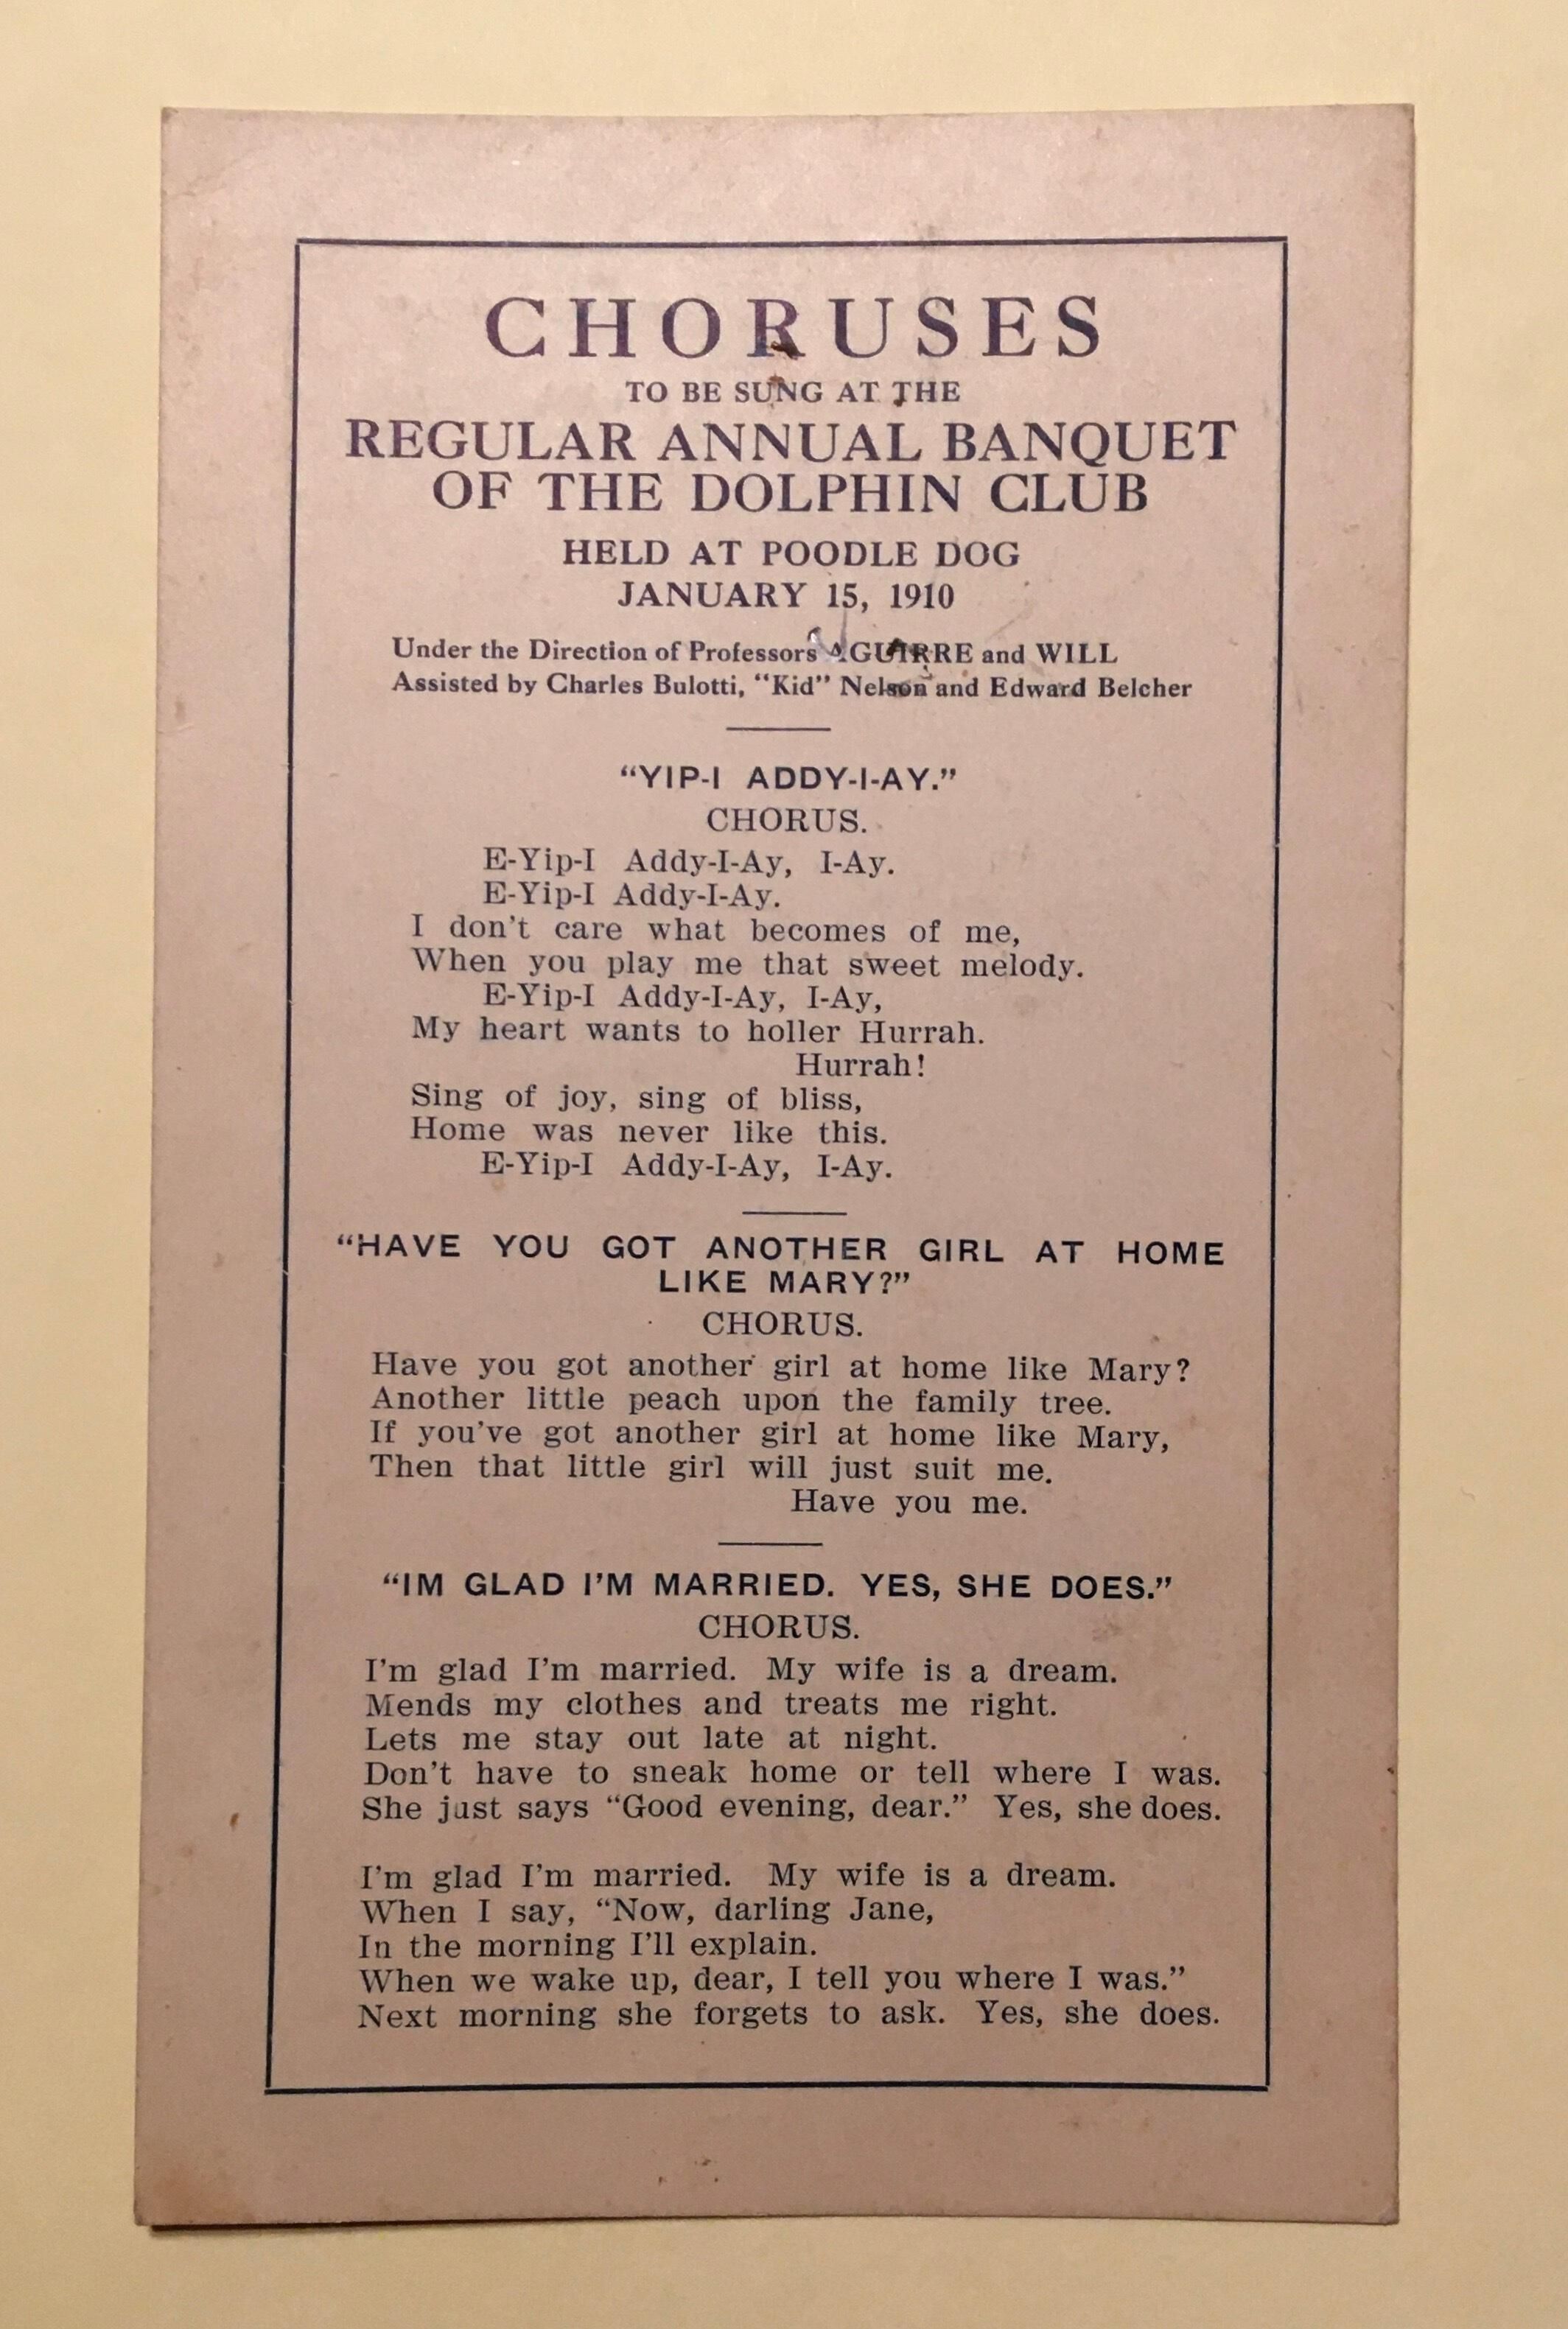 CHORUSES
TO BE SUNG AT THE
REGULAR ANNUAL BANQUET
OF THE DOLPHIN CLUB
HELD AT POODLE DOG
JANUARY 15, 1910
Under the Direction of Professors AGUIRRE and WILL
Assisted by Charles Bulotti, "Kid" Nelson and Edward Belcher
"YIP-I ADDY-I-AY."
CHORUS.
E-Yip-I Addy-I-Ay, I-Ay.
E-Yip-I Addy-I-Ay.
I don't care what becomes of me,
When you play me that sweet melody.
E-Yip-I Addy-I-Ay, I-Ay,
My heart wants to holler Hurrah.
Hurrah!
Sing of joy, sing of bliss,
Home was never like this.
E-Yip-I Addy-I-Ay, I-Ay.
"HAVE YOU GOT ANOTHER GIRL AT HOME
LIKE MARY?"
CHORUS.
Have you got another girl at home like Mary?
Another little peach upon the family tree.
If you've got another girl at home like Mary,
Then that little girl will just suit me.
Have you me.
"IM GLAD I'M MARRIED. YES, SHE DOES."
CHORUS.
I'm glad I'm married. My wife is a dream.
Mends my clothes and treats me right.
Lets me stay out late at night.
Don't have to sneak home or tell where I was.
She just says "Good evening, dear." Yes, she does.
I'm glad I'm married. My wife is a dream.
When I say, "Now, darling Jane,
In the morning I'll explain.
When we wake up, dear, I tell you where I was."
Next morning she forgets to ask. Yes, she does.